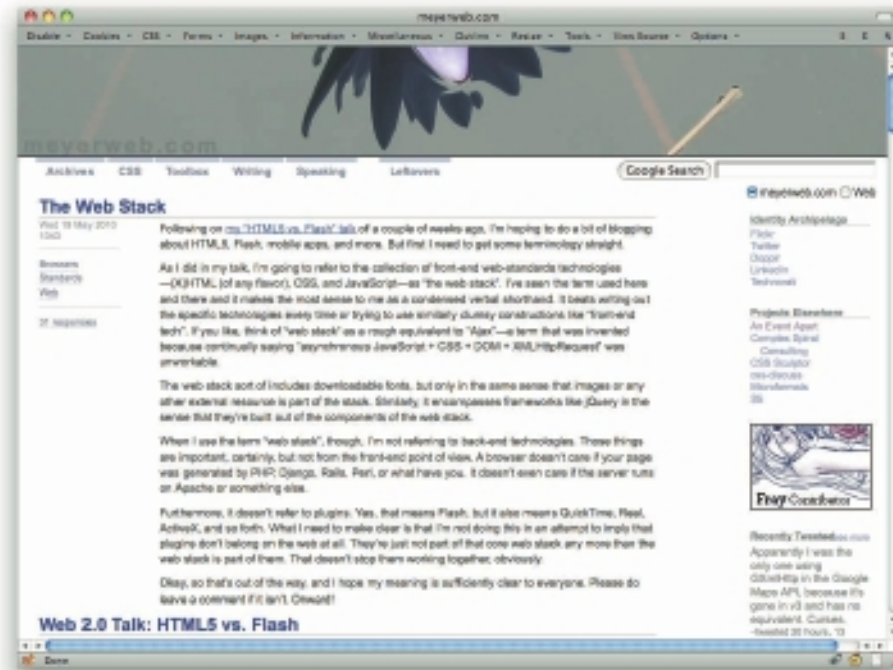 meyerweb.com
Disable Cookies CSS Forms Images Information Miscellaneous Outline Resize Tools View Source Options
meyerweb.com
Archives CSS Toolbox Writing Speaking Leftovers
Google Search
meyerweb.com Web
The Web Stack
Wed 19 May 2010
Browsers
Standards
Web
31 responses
Following on my "HTML5 vs. Flash" talk of a couple of weeks ago, I'm hoping to do a bit of blogging
about HTML5, Flash, mobile apps, and more. But first I need to get some terminology straight.
As I did in my talk, I'm going to refer to the collection of front-end web-standards technologies
—(X)HTML (of any flavor), CSS, and JavaScript—as "the web stack". I've seen the term used here
and there and it makes the most sense to me as a condensed verbal shorthand. It beats writing out
the specific technologies every time or trying to use similarly clumsy constructions like "front-end
tech". If you like, think of "web stack" as a rough equivalent to "Ajax"—a term that was invented
because continually saying "asynchronous JavaScript + CSS + DOM + XMLHttpRequest" was
unworkable.
The web stack sort of includes downloadable fonts, but only in the same sense that images or any
other external resource is part of the stack. Similarly, it encompasses frameworks like jQuery in the
sense that they're built out of the components of the web stack.
When I use the term "web stack", though, I'm not referring to back-end technologies. Those things
are important, certainly, but not from the front-end point of view. A browser doesn't care if your page
was generated by PHP, Django, Rails, Perl, or what have you. It doesn't even care if the server runs
on Apache or something else.
Furthermore, it doesn't refer to plugins. Yes, that means Flash, but it also means QuickTime, Real,
ActiveX, and so forth. What I need to make clear is that I'm not doing this in an attempt to imply that
plugins don't belong on the web at all. They're just not part of that core web stack any more than the
web stack is part of them. That doesn't stop them working together, obviously.
Okay, so that's out of the way, and I hope my meaning is sufficiently clear to everyone. Please do
leave a comment if it isn't. Onward!
Web 2.0 Talk: HTML5 vs. Flash
Identity Archipelago
Flickr
Twitter
Dopplr
LinkedIn
Technorati
Projects Elsewhere
An Event Apart
Complex Spiral
Consulting
CSS Sculptor
css-discuss
Microformats
S5
Fray Contributor
Recently Tweeted
Apparently I was the
only one using
GXmlHttp in the Google
Maps API, because it's
gone in v3 and has no
equivalent. Curses.
Done